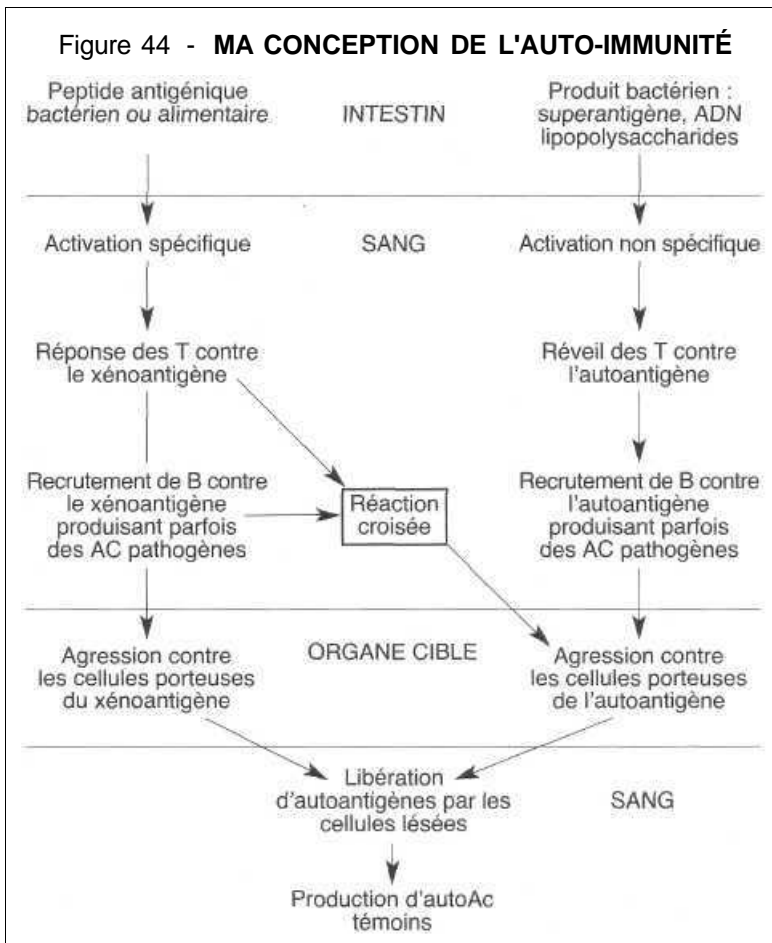 Figure 44 - MA CONCEPTION DE L'AUTO-IMMUNITÉ
Peptide antigénique
bactérien ou alimentaire
INTESTIN
Produit bactérien :
superantigène, ADN
lipopolysaccharides
Activation spécifique
SANG
Activation non spécifique
Réponse des T contre
le xénoantigène
Réveil des T contre
l'autoantigène
Recrutement de B contre
le xénoantigène
produisant parfois
des AC pathogènes
Réaction
croisée
Recrutement de B contre
l'autoantigène
produisant parfois
des AC pathogènes
Agression contre
les cellules porteuses
du xénoantigène
ORGANE CIBLE
Agression contre
les cellules porteuses
de l'autoantigène
Libération
d'autoantigènes par les
cellules lésées
SANG
Production d'autoAc
témoins